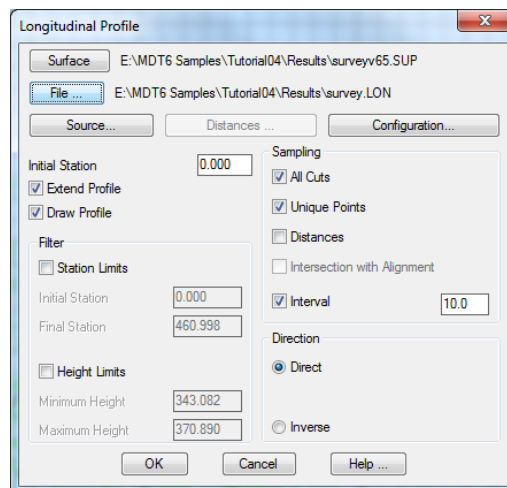 Longitudinal Profile
Surface E:\MDT6 Samples\Tutorial04\Results\surveyv65.SUP
File ... E:\MDT6 Samples\Tutorial04\Results\survey.LON
Source... Distances ... Configuration...
Initial Station 0.000
Extend Profile
Draw Profile
Filter
Station Limits
Initial Station 0.000
Final Station 460.998
Height Limits
Minimum Height 343.082
Maximum Height 370.890
Sampling
All Cuts
Unique Points
Distances
Intersection with Alignment
Interval 10.0
Direction
Direct
Inverse
OK Cancel Help ...